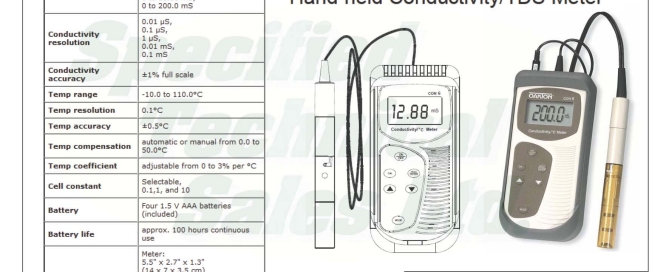 Hand-held Conductivity/TDS Meter
0 to 200.0 mS
Conductivity resolution
0.01 µS,
0.1 µS,
1 µS,
0.01 mS,
0.1 mS
Conductivity accuracy
±1% full scale
Temp range
-10.0 to 110.0°C
Temp resolution
0.1°C
Temp accuracy
±0.5°C
Temp compensation
automatic or manual from 0.0 to
50.0°C
Temp coefficient
adjustable from 0 to 3% per °C
Cell constant
Selectable,
0.1,1, and 10
Battery
Four 1.5 V AAA batteries
(included)
Battery life
approx. 100 hours continuous
use
Meter:
5.5" x 2.7" x 1.3"
(14 x 7 x 3.5 cm)
CON 6
12.88 mS
Conductivity/°C Meter
OAKTON
CON 6
200.0
Conductivity/°C Meter
Specified
Technical
Sales Ltd.